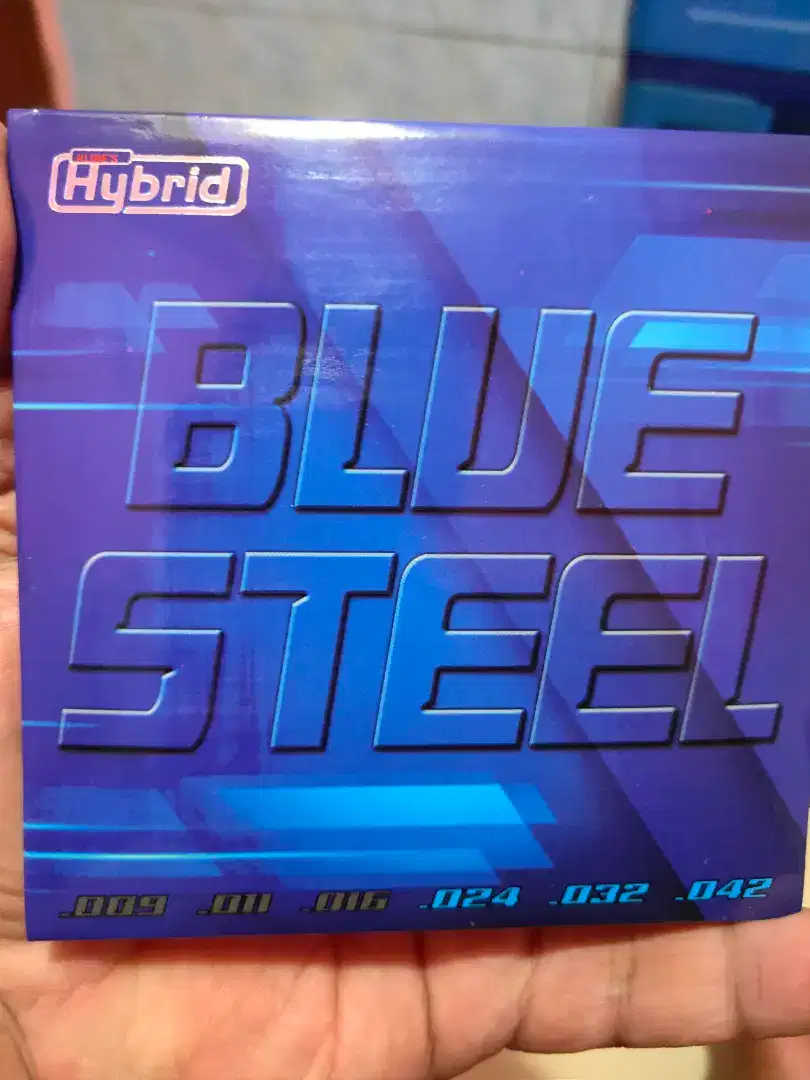 Hybrid
BLUE
STEEL
.009 .011 .016 .024 .032 .042